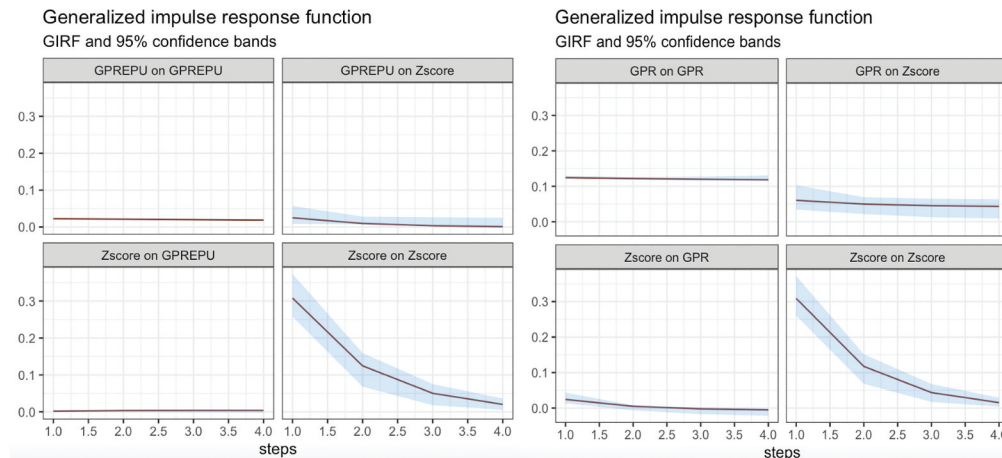 Generalized impulse response function
GIRF and 95% confidence bands
GPREPU on GPREPU
GPREPU on Zscore
0.3
0.2
0.1
0.0
Zscore on GPREPU
Zscore on Zscore
0.3
0.2
0.1
0.0
1.0 1.5 2.0 2.5 3.0 3.5 4.0 1.0 1.5 2.0 2.5 3.0 3.5 4.0
steps
Generalized impulse response function
GIRF and 95% confidence bands
GPR on GPR
GPR on Zscore
0.3
0.2
0.1
0.0
Zscore on GPR
Zscore on Zscore
0.3
0.2
0.1
0.0
1.0 1.5 2.0 2.5 3.0 3.5 4.0 1.0 1.5 2.0 2.5 3.0 3.5 4.0
steps